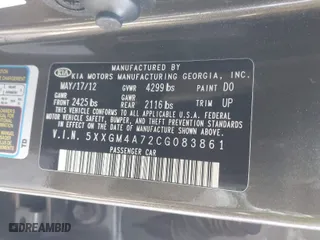 MANUFACTURED BY
KIA KIA MOTORS MANUFACTURING GEORGIA, INC.
MAY/17/12 GVWR 4299 lbs PAINT D0
GAWR GAWR
FRONT 2425 lbs REAR 2116 lbs TRIM UP
THIS VEHICLE CONFORMS TO ALL APPLICABLE FEDERAL
MOTOR VEHICLE SAFETY, BUMPER, AND THEFT PREVENTION
STANDARDS IN EFFECT ON THE DATE OF MANUFACTURE SHOWN ABOVE.
V.I.N. 5XXGM4A72CG083861
PASSENGER CAR